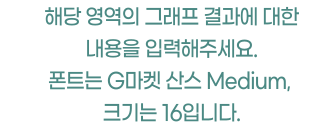 해당 영역의 그래프 결과에 대한
내용을 입력해주세요.
폰트는 G마켓 산스 Medium,
크기는 16입니다.